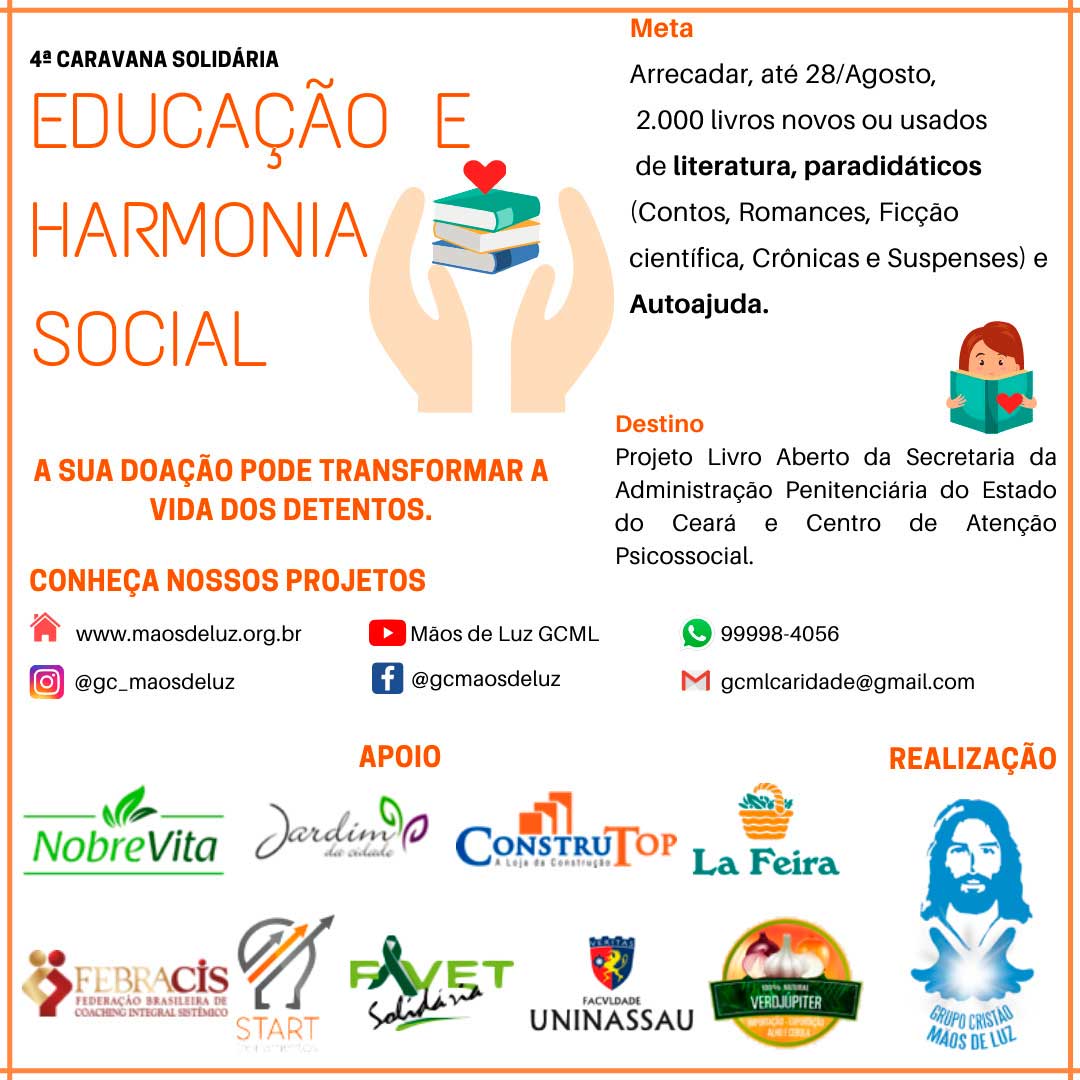 4ª CARAVANA SOLIDÁRIA
EDUCAÇÃO E
HARMONIA
SOCIAL
A SUA DOAÇÃO PODE TRANSFORMAR A
VIDA DOS DETENTOS.
Meta
Arrecadar, até 28/Agosto,
2.000 livros novos ou usados
de literatura, paradidáticos
(Contos, Romances, Ficção
científica, Crônicas e Suspenses) e
Autoajuda.
Destino
Projeto Livro Aberto da Secretaria da
Administração Penitenciária do Estado
do Ceará e Centro de Atenção
Psicossocial.
CONHEÇA NOSSOS PROJETOS
www.maosdeluz.org.br
Mãos de Luz GCML
99998-4056
@gc_maosdeluz
@gcmaosdeluz
gcmlcaridade@gmail.com
APOIO
REALIZAÇÃO
NobreVita
Jardim
da cidade
CONSTRUTOP
A Loja da Construção
La Feira
FEBRACIS
FEDERAÇÃO BRASILEIRA DE
COACHING INTEGRAL SISTÊMICO
START
FAVET
Solidária
VERITAS
FACVLDADE
UNINASSAU
100% NATURAL
VERDJÚPITER
IMPORTAÇÃO - EXPORTAÇÃO
ALHO E CEBOLA
GRUPO CRISTÃO
MÃOS DE LUZ